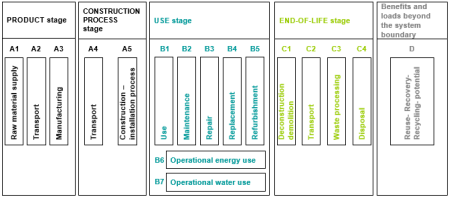 PRODUCT stage
CONSTRUCTION
PROCESS
stage
USE stage
END-OF-LIFE stage
Benefits and
loads beyond
the system
boundary
A1
A2
A3
A4
A5
B1
B2
B3
B4
B5
C1
C2
C3
C4
D
Raw material supply
Transport
Manufacturing
Transport
Construction –
installation process
Use
Maintenance
Repair
Replacement
Refurbishment
Deconstruction
demolition
Transport
Waste processing
Disposal
Reuse- Recovery-
Recycling- potential
B6 Operational energy use
B7 Operational water use